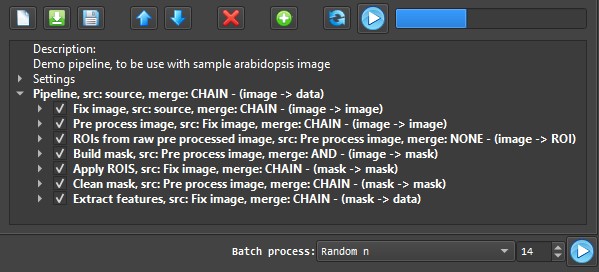 Description:
Demo pipeline, to be use with sample arabidopsis image
Settings
Pipeline, src: source, merge: CHAIN - (image -> data)
Fix image, src: source, merge: CHAIN - (image -> image)
Pre process image, src: Fix image, merge: CHAIN - (image -> image)
ROIs from raw pre processed image, src: Pre process image, merge: NONE - (image -> ROI)
Build mask, src: Pre process image, merge: AND - (image -> mask)
Apply ROIS, src: Fix image, merge: CHAIN - (mask -> mask)
Clean mask, src: Pre process image, merge: CHAIN - (mask -> mask)
Extract features, src: Fix image, merge: CHAIN - (mask -> data)
Batch process: Random n 14